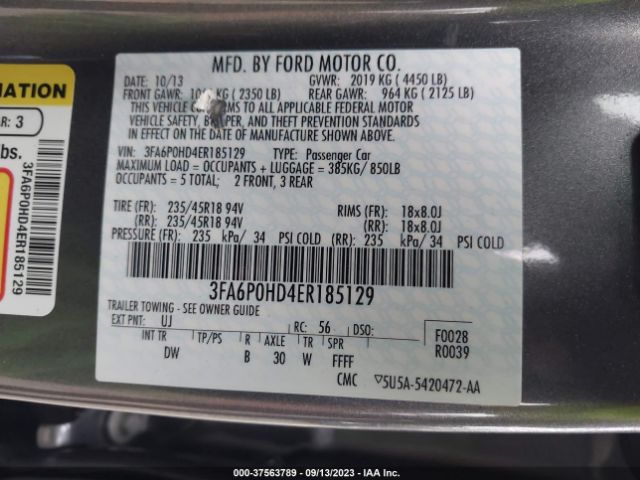 MFD. BY FORD MOTOR CO.
DATE: 10/13 GVWR: 2019 KG ( 4450 LB)
FRONT GAWR: KG ( 2350 LB) REAR GAWR: 964 KG ( 2125 LB)
THIS VEHICLE TO ALL APPLICABLE FEDERAL MOTOR
VEHICLE SAFETY, AND THEFT PREVENTION STANDARDS
IN EFFECT ON THE DATE OF MANUFACTURE SHOWN ABOVE.
VIN: 3FA6P0HD4ER185129 TYPE: Passenger Car
MAXIMUM LOAD = OCCUPANTS + LUGGAGE = 385KG/ 850LB
OCCUPANTS = 5 TOTAL; 2 FRONT, 3 REAR
TIRE (FR): 235/45R18 94V RIMS (FR): 18x8.0J
(RR): 235/45R18 94V (RR): 18x8.0J
PRESSURE (FR): 235 kPa/ 34 PSI COLD (RR): 235 kPa/ 34 PSI COLD
3FA6P0HD4ER185129
TRAILER TOWING - SEE OWNER GUIDE
EXT PNT: UJ RC: 56 DSO: F0028
INT TR TP/PS R AXLE TR SPR R0039
DW B 30 W FFFF
CMC 5U5A-5420472-AA
MATION
R: 3
bs.
3FA6P0HD4ER185129
000-37563789 - 09/13/2023 - IAA Inc.